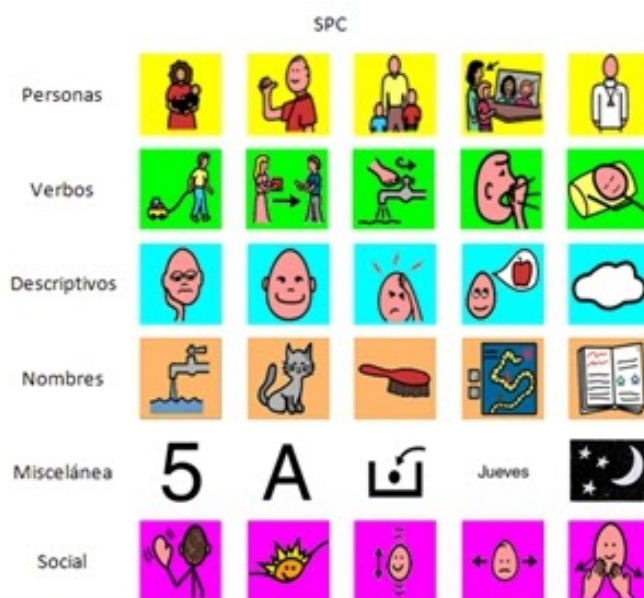 SPC
Personas
Verbos
Descriptivos
Nombres
Miscelánea
5 A Jueves
Social